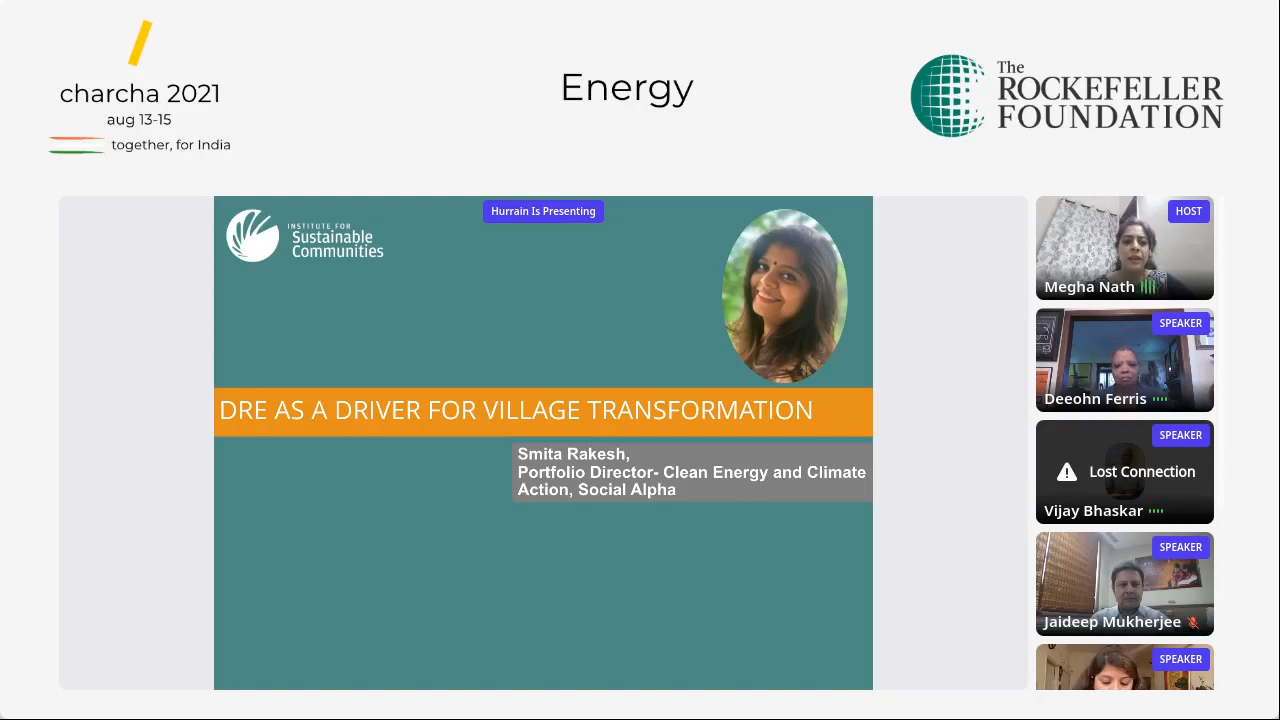 charcha 2021
aug 13-15
together, for India
Energy
The
ROCKEFELLER
FOUNDATION
Hurrain Is Presenting
INSTITUTE FOR
Sustainable
Communities
DRE AS A DRIVER FOR VILLAGE TRANSFORMATION
Smita Rakesh,
Portfolio Director- Clean Energy and Climate
Action, Social Alpha
HOST
Megha Nath
SPEAKER
Deeohn Ferris
SPEAKER
Lost Connection
Vijay Bhaskar
SPEAKER
Jaideep Mukherjee
SPEAKER